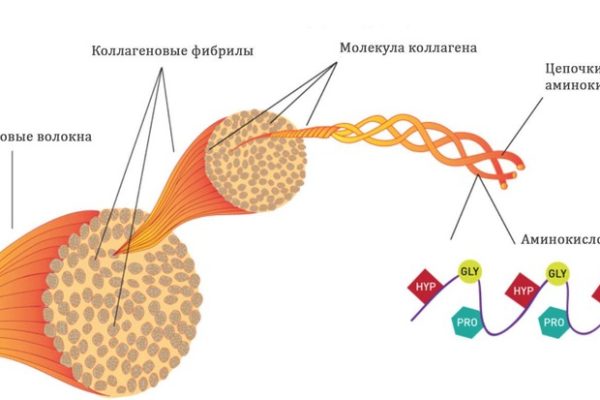 Коллагеновые фибрилы
Молекула коллагена
Цепочки
аминоки
овые волокна
Аминокисло
HYP
GLY
PRO
HYP
GLY
PRO